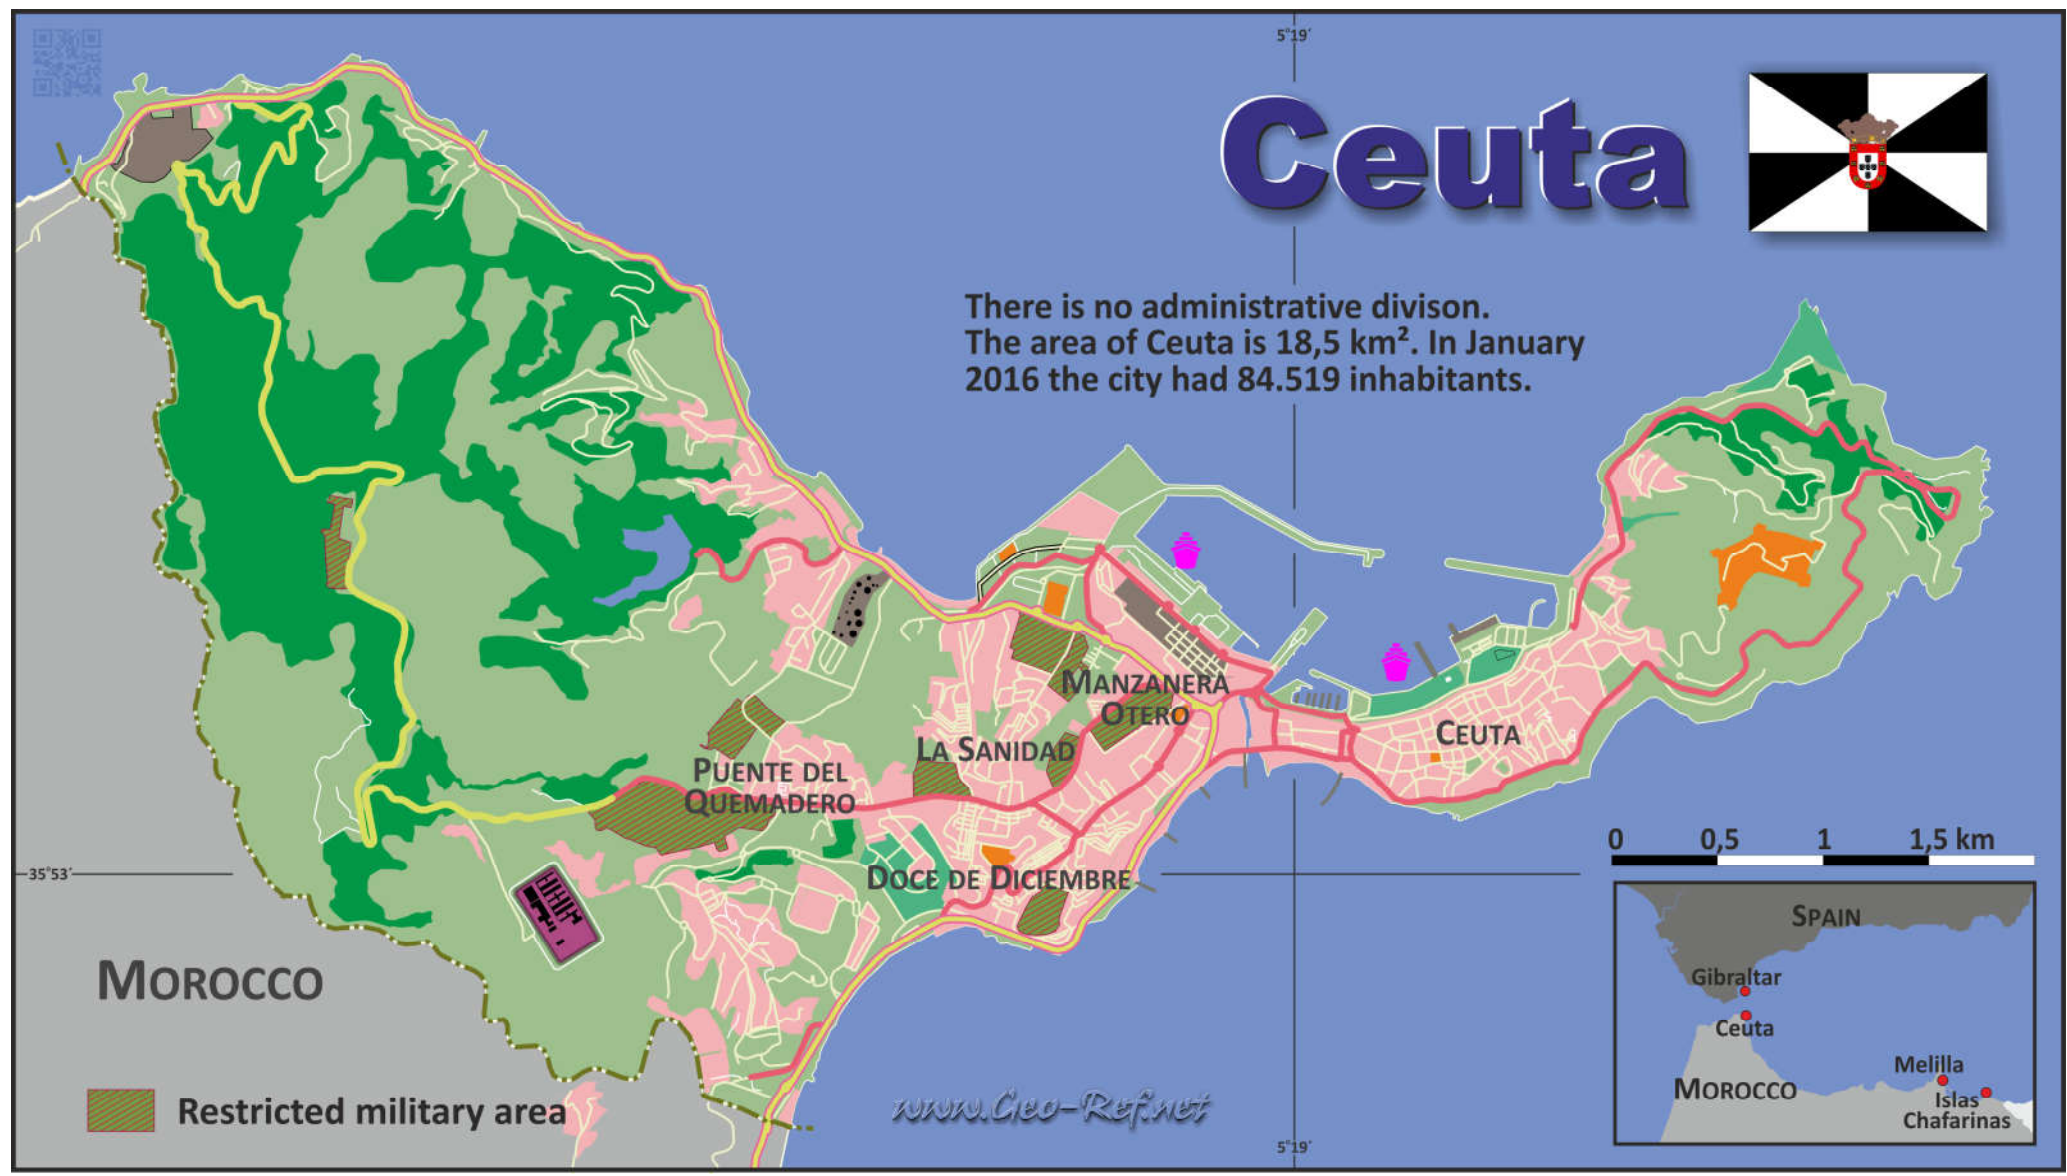 5°19´
Ceuta
There is no administrative divison.
The area of Ceuta is 18,5 km². In January
2016 the city had 84.519 inhabitants.
MANZANERA
OTERO
CEUTA
LA SANIDAD
PUENTE DEL
QUEMADERO
0 0,5 1 1,5 km
35°53´
DOCE DE DICIEMBRE
SPAIN
MOROCCO
Gibraltar
Ceuta
Melilla
MOROCCO
Islas
Chafarinas
Restricted military area
www.Geo-Ref.net
5°19´